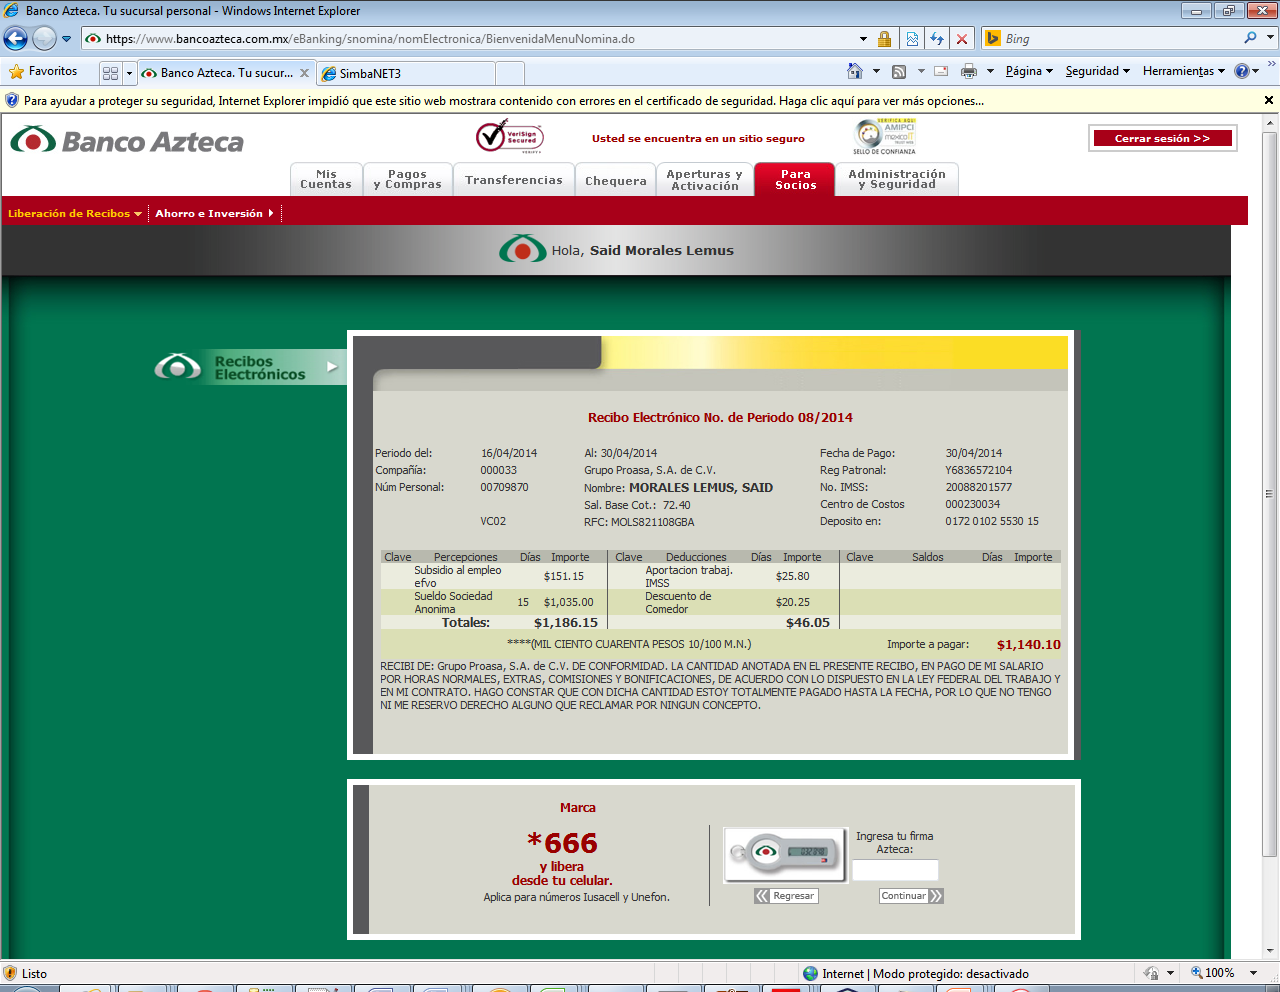 Banco Azteca. Tu sucursal personal - Windows Internet Explorer
https://www.bancoazteca.com.mx/eBanking/snomina/nomElectronica/BienvenidaMenuNomina.do
Bing
Favoritos
Banco Azteca. Tu sucur...
SimbaNET3
Página
Seguridad
Herramientas
Para ayudar a proteger su seguridad, Internet Explorer impidió que este sitio web mostrara contenido con errores en el certificado de seguridad. Haga clic aquí para ver más opciones...
Banco Azteca
VeriSign Secured
VERIFY
Usted se encuentra en un sitio seguro
VERIFICA AQUI
AMIPCI
SELLO DE CONFIANZA
Cerrar sesión >>
Mis Cuentas
Pagos y Compras
Transferencias
Chequera
Aperturas y Activación
Para Socios
Administración y Seguridad
Liberación de Recibos
Ahorro e Inversión
Hola, Said Morales Lemus
Recibos
Electrónicos
Recibo Electrónico No. de Periodo 08/2014
Periodo del: 16/04/2014 Al: 30/04/2014 Fecha de Pago: 30/04/2014
Compañía: 000033 Grupo Proasa, S.A. de C.V. Reg Patronal: Y6836572104
Núm Personal: 00709870 Nombre: MORALES LEMUS, SAID No. IMSS: 20088201577
Sal. Base Cot.: 72.40 Centro de Costos 000230034
VC02 RFC: MOLS821108GBA Deposito en: 0172 0102 5530 15
Clave Percepciones Días Importe Clave Deducciones Días Importe Clave Saldos Días Importe
Subsidio al empleo efvo $151.15 Aportacion trabaj. IMSS $25.80
Sueldo Sociedad Anonima 15 $1,035.00 Descuento de Comedor $20.25
Totales: $1,186.15 $46.05
****(MIL CIENTO CUARENTA PESOS 10/100 M.N.) Importe a pagar: $1,140.10
RECIBI DE: Grupo Proasa, S.A. de C.V. DE CONFORMIDAD. LA CANTIDAD ANOTADA EN EL PRESENTE RECIBO, EN PAGO DE MI SALARIO
POR HORAS NORMALES, EXTRAS, COMISIONES Y BONIFICACIONES, DE ACUERDO CON LO DISPUESTO EN LA LEY FEDERAL DEL TRABAJO Y
EN MI CONTRATO. HAGO CONSTAR QUE CON DICHA CANTIDAD ESTOY TOTALMENTE PAGADO HASTA LA FECHA, POR LO QUE NO TENGO
NI ME RESERVO DERECHO ALGUNO QUE RECLAMAR POR NINGUN CONCEPTO.
Marca
*666
y libera
desde tu celular.
Aplica para números Iusacell y Unefon.
Ingresa tu firma
Azteca:
Regresar
Continuar
Listo
Internet | Modo protegido: desactivado
100%